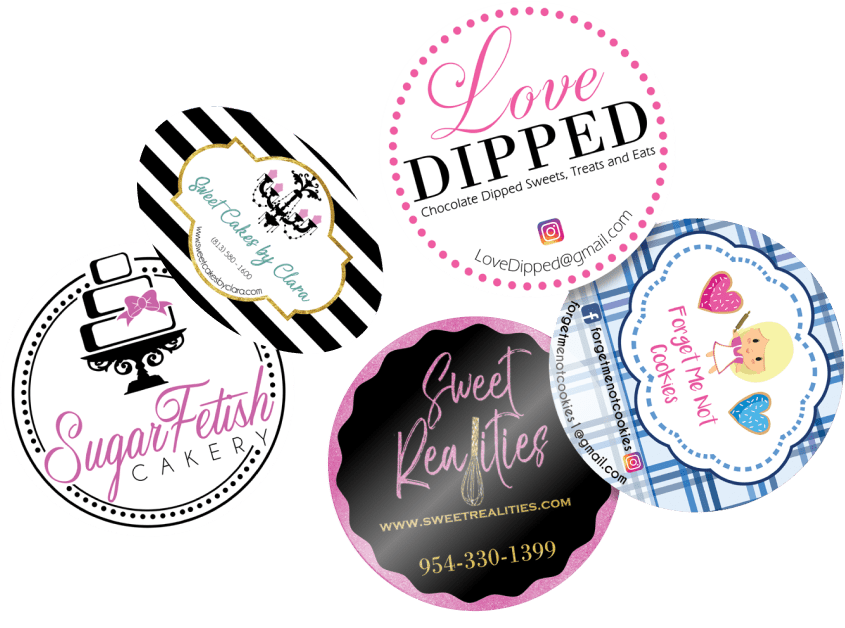 Love
DIPPED
Chocolate Dipped Sweets, Treats and Eats
LoveDipped@gmail.com
Sweet Cakes by Clara
(813) 580 - 1600
www.sweetcakesbyclara.com
Sugar Fetish
CAKERY
Sweet
Realities
WWW.SWEETREALITIES.COM
954-330-1399
Forget Me Not
Cookies
forgetmenotcookies
forgetmenotcookies1@gmail.com